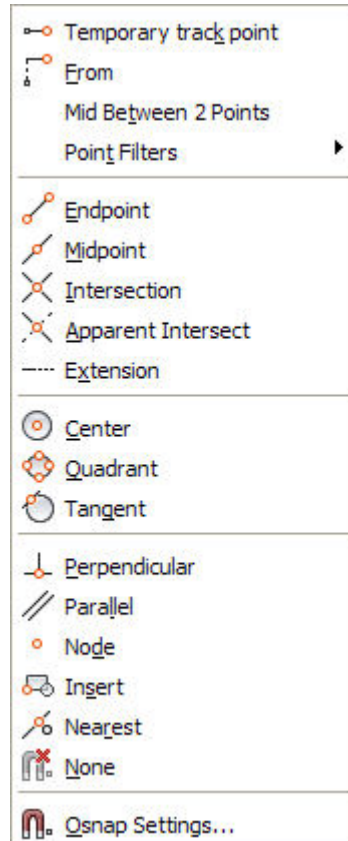 Temporary track point
From
Mid Between 2 Points
Point Filters
Endpoint
Midpoint
Intersection
Apparent Intersect
Extension
Center
Quadrant
Tangent
Perpendicular
Parallel
Node
Insert
Nearest
None
Osnap Settings...